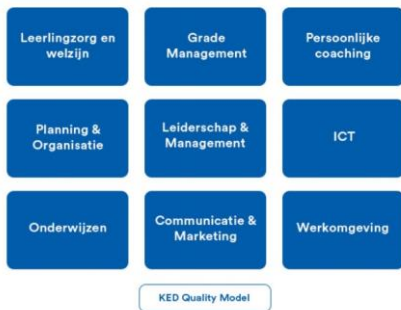 Leerlingzorg en
welzijn
Grade
Management
Persoonlijke
coaching
Planning &
Organisatie
Leiderschap &
Management
ICT
Onderwijzen
Communicatie &
Marketing
Werkomgeving
KED Quality Model